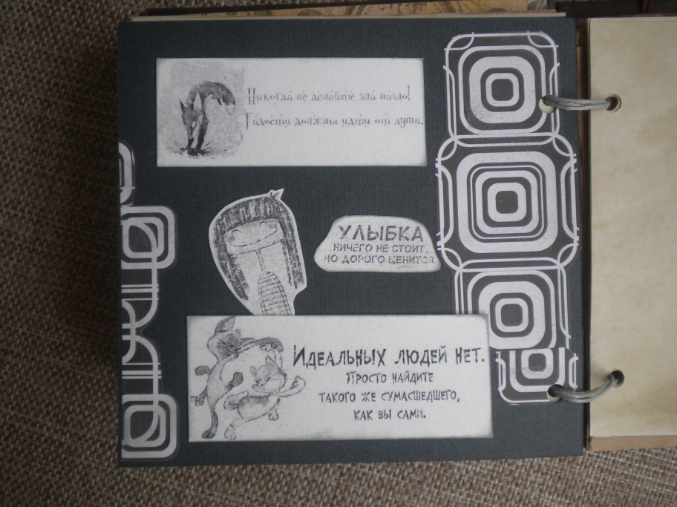 Никогда не делайте зла назло!
Гадости должны идти от души.
УЛЫБКА
НИЧЕГО НЕ СТОИТ,
НО ДОРОГО ЦЕНИТСЯ
Идеальных людей нет.
Просто найдите
такого же сумасшедшего,
как вы сами.